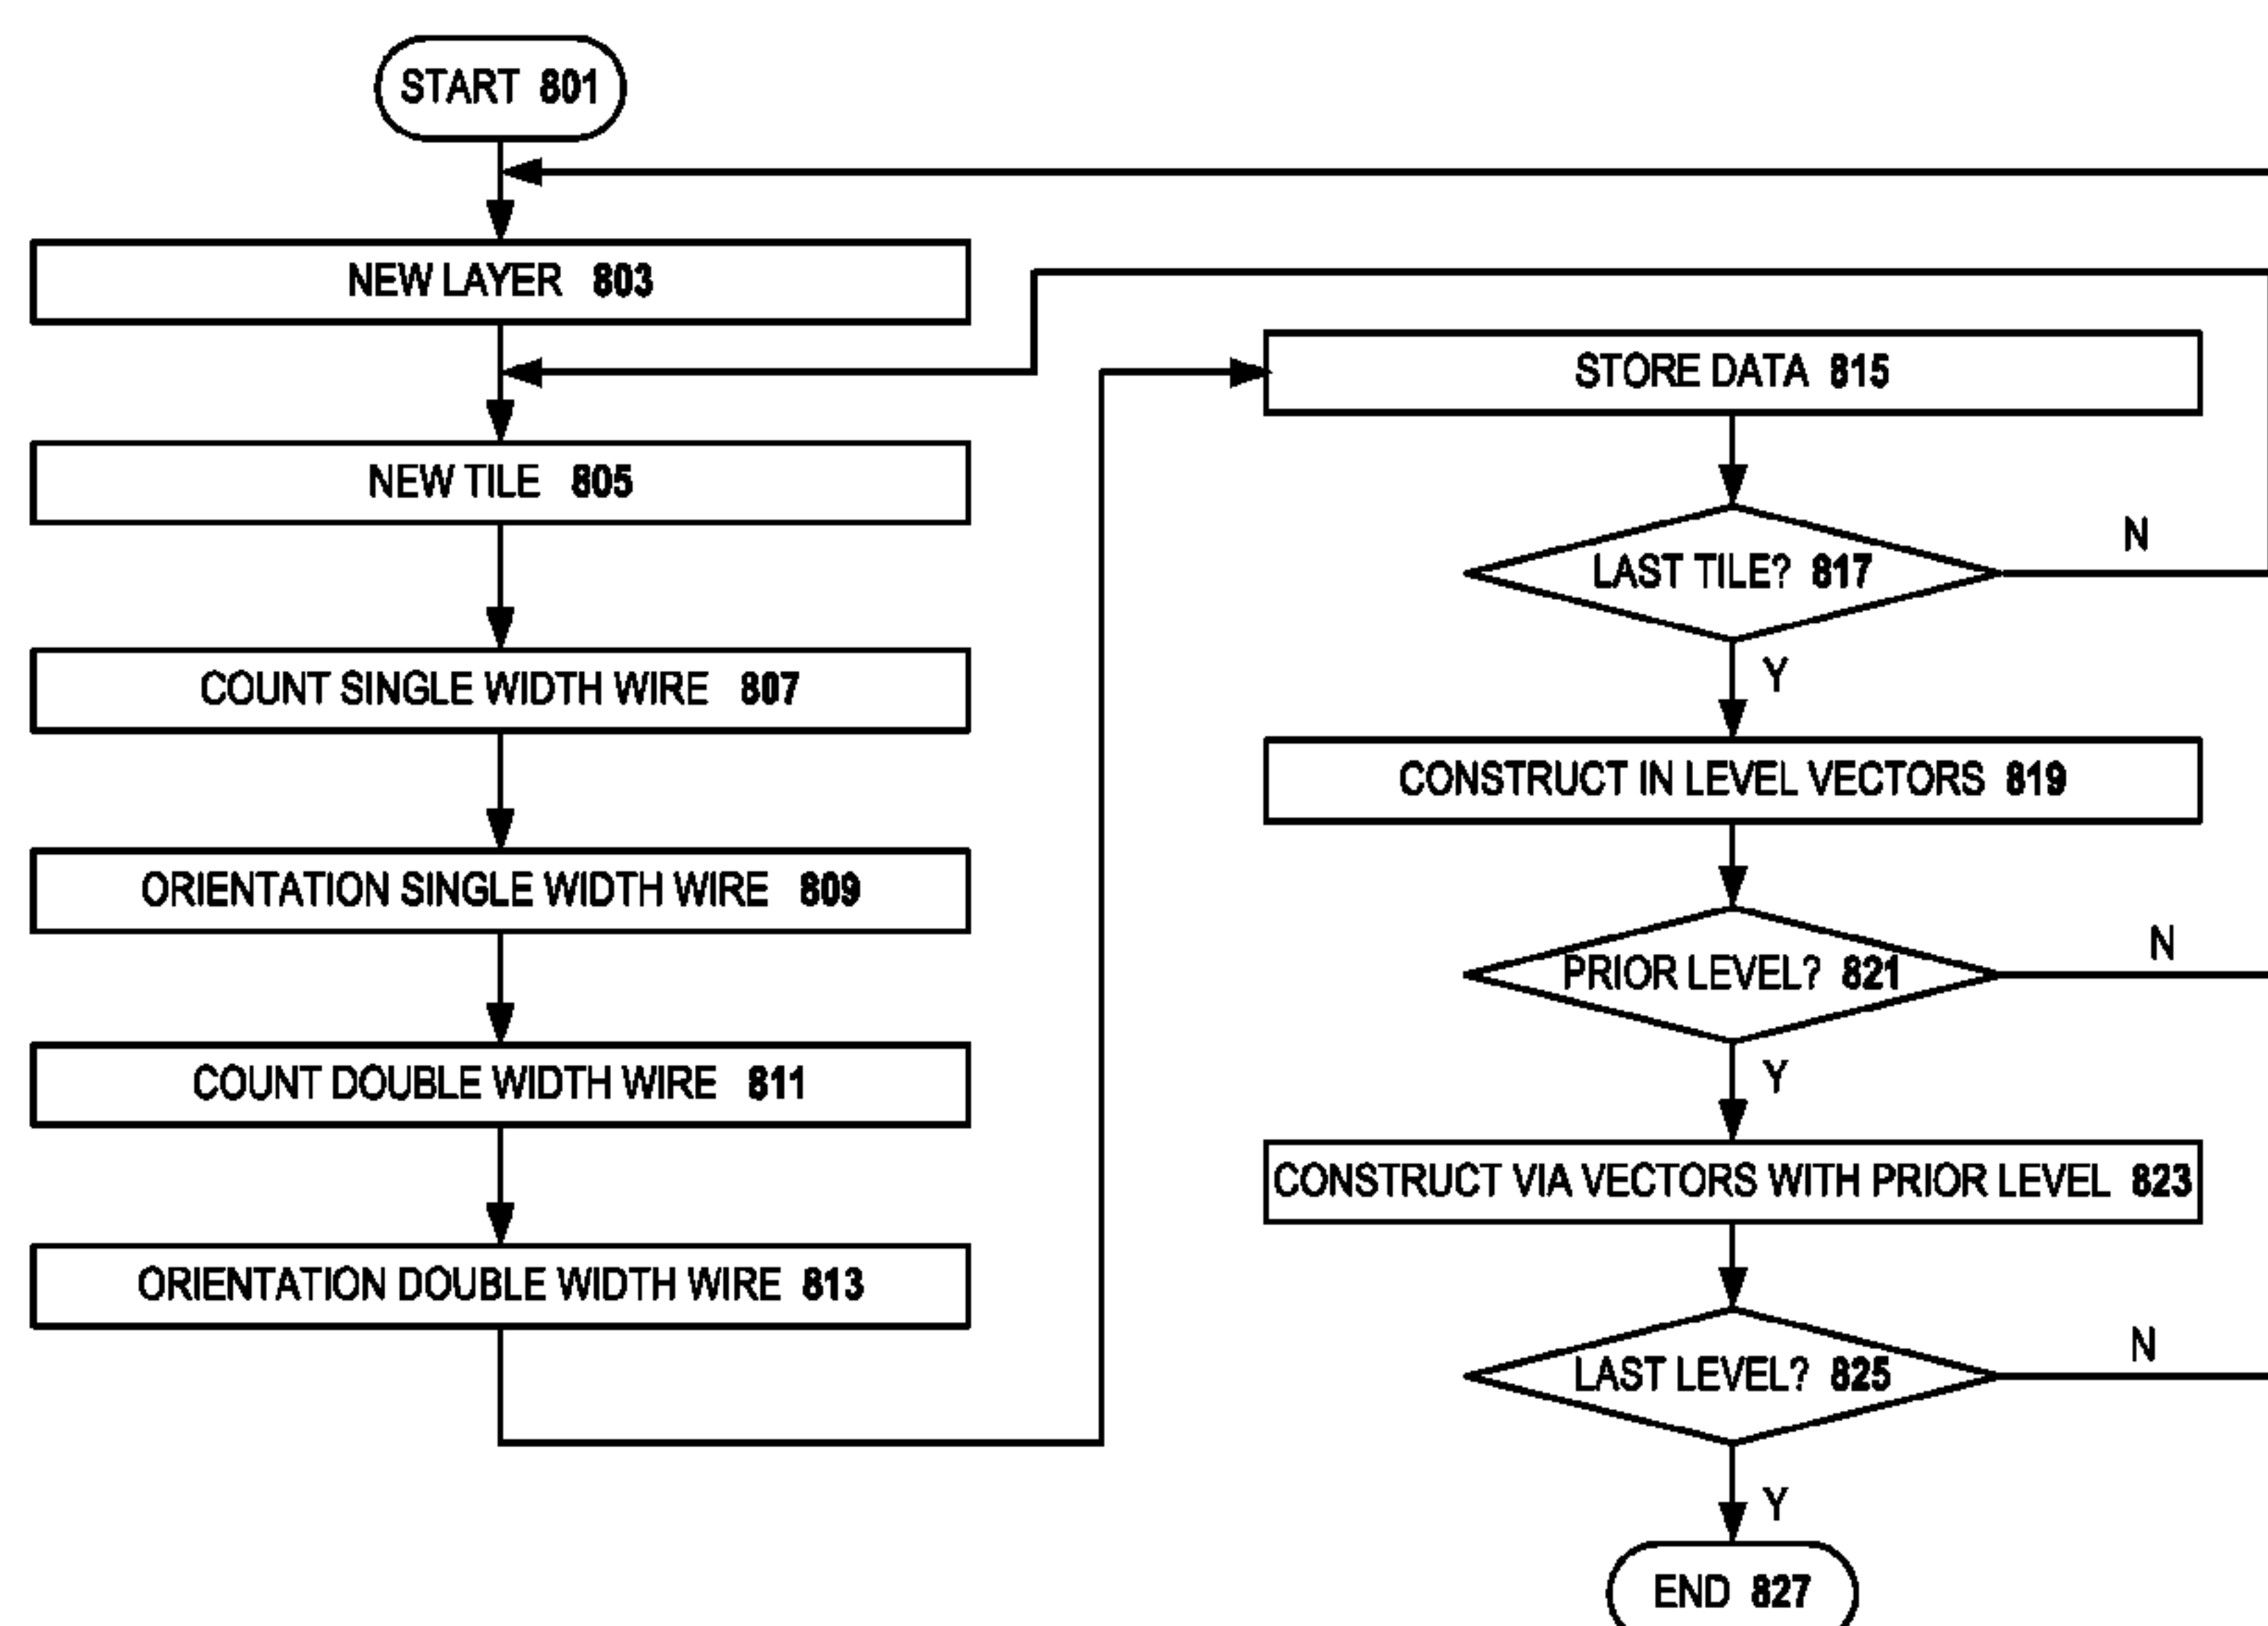 START 801
NEW LAYER 803
NEW TILE 805
COUNT SINGLE WIDTH WIRE 807
ORIENTATION SINGLE WIDTH WIRE 809
COUNT DOUBLE WIDTH WIRE 811
ORIENTATION DOUBLE WIDTH WIRE 813
STORE DATA 815
LAST TILE? 817
N
Y
CONSTRUCT IN LEVEL VECTORS 819
PRIOR LEVEL? 821
N
Y
CONSTRUCT VIA VECTORS WITH PRIOR LEVEL 823
LAST LEVEL? 825
N
Y
END 827